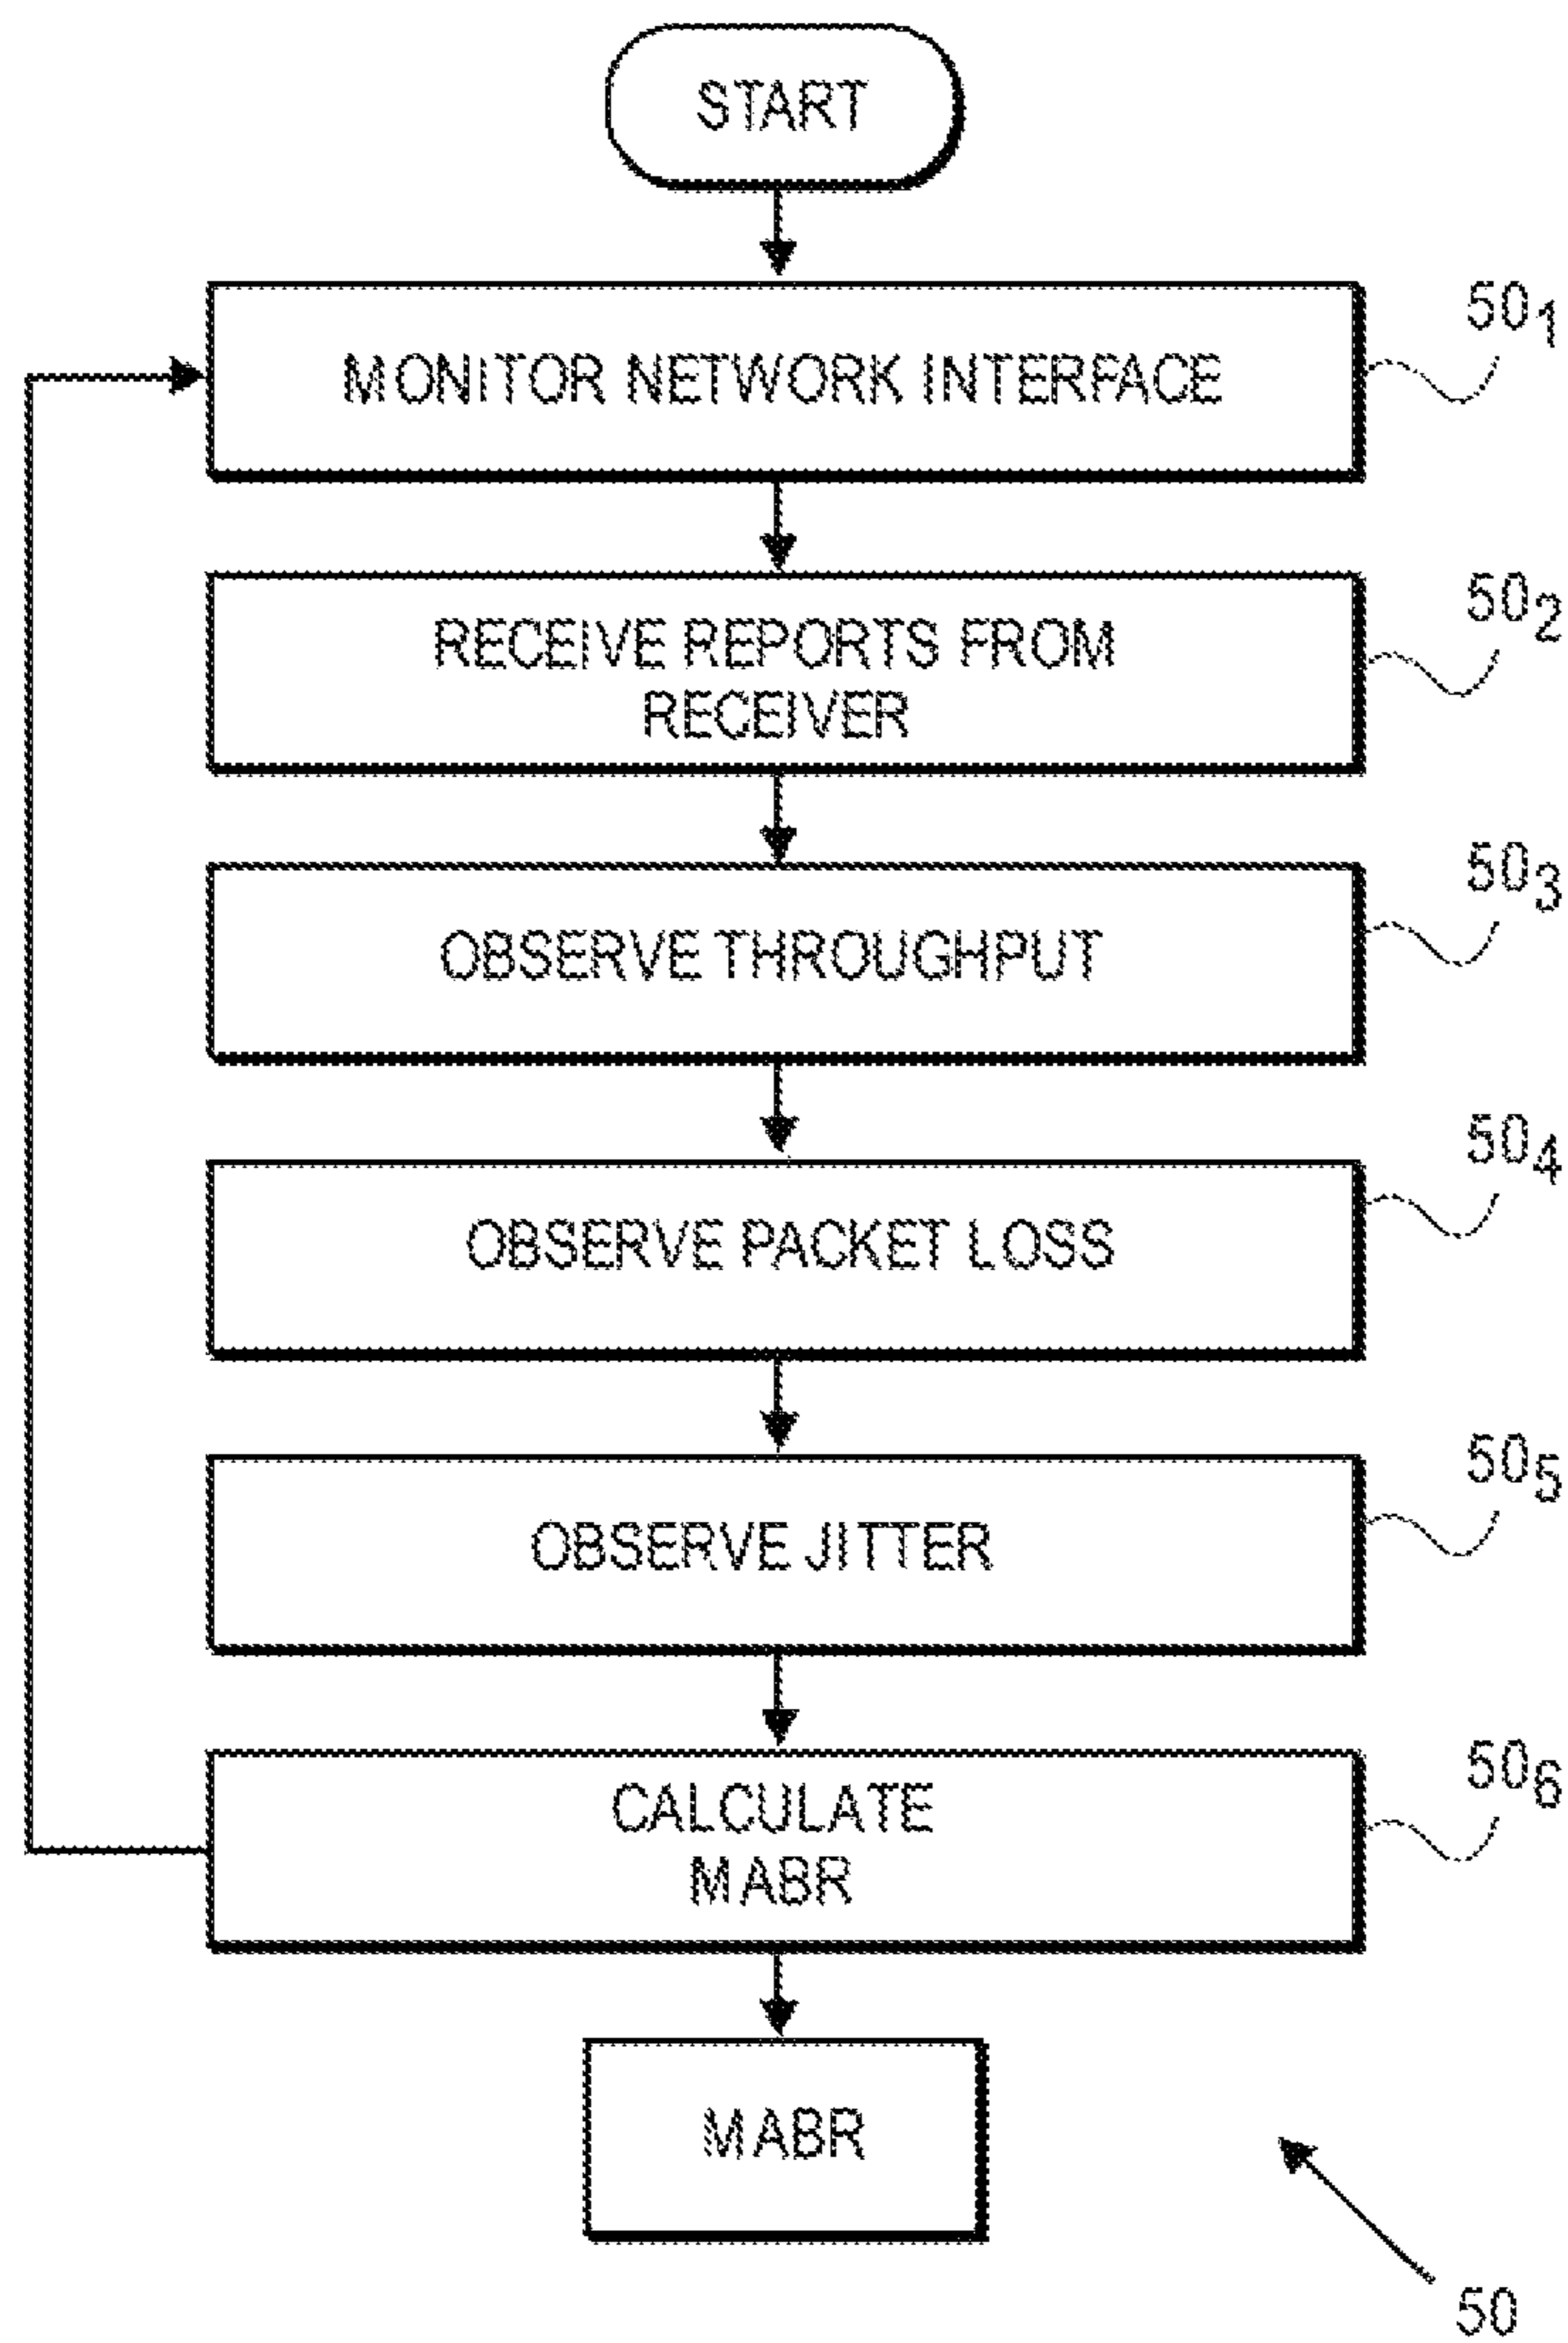 START
MONITOR NETWORK INTERFACE
50₁
RECEIVE REPORTS FROM
RECEIVER
50₂
OBSERVE THROUGHPUT
50₃
OBSERVE PACKET LOSS
50₄
OBSERVE JITTER
50₅
CALCULATE
MABR
50₆
MABR
50